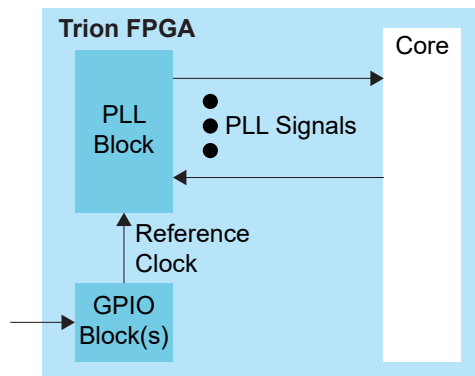 Trion FPGA
Core
PLL
Block
PLL Signals
Reference
Clock
GPIO
Block(s)